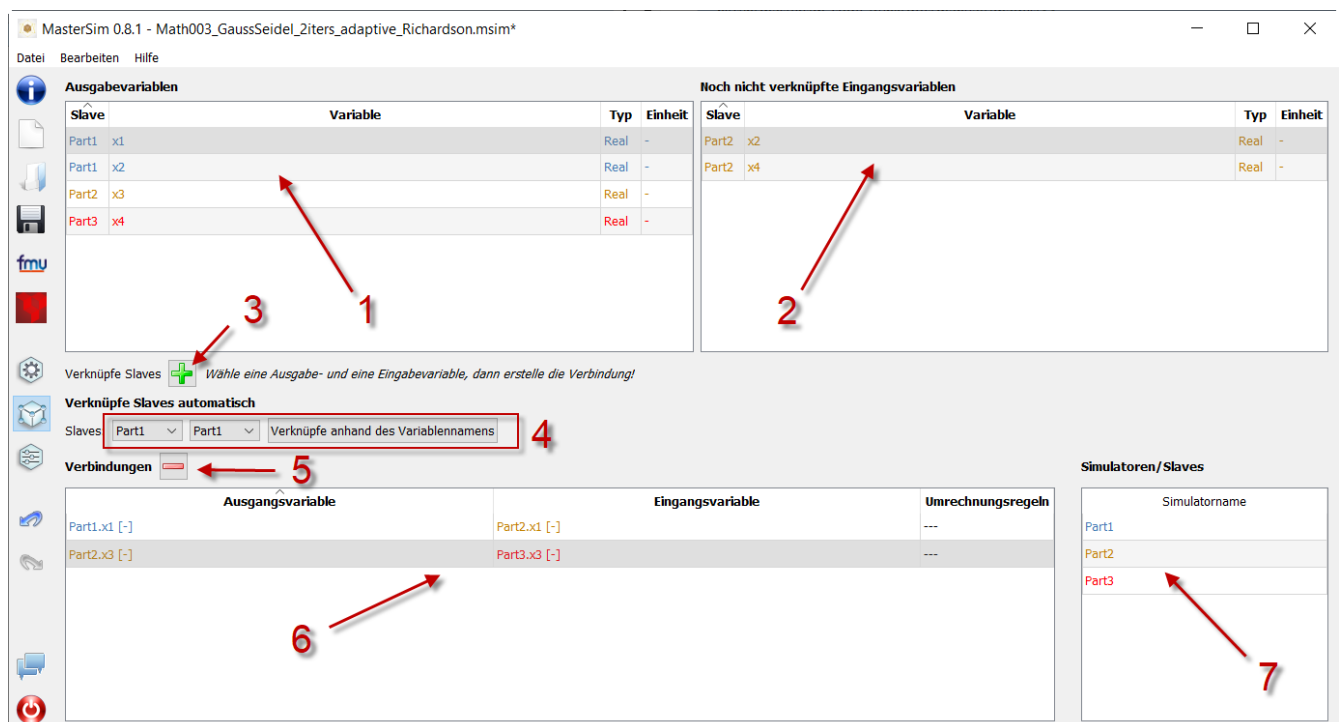 MasterSim 0.8.1 - Math003_GaussSeidel_2iters_adaptive_Richardson.msim*
Datei Bearbeiten Hilfe
Ausgabevariablen
Slave Variable Typ Einheit
Part1 x1 Real -
Part1 x2 Real -
Part2 x3 Real -
Part3 x4 Real -
1
Noch nicht verknüpfte Eingangsvariablen
Slave Variable Typ Einheit
Part2 x2 Real -
Part2 x4 Real -
2
fmu
3
Verknüpfe Slaves Wähle eine Ausgabe- und eine Eingabevariable, dann erstelle die Verbindung!
Verknüpfe Slaves automatisch
Slaves Part1 Part1 Verknüpfe anhand des Variablennamens 4
Verbindungen 5
Ausgangsvariable Eingangsvariable Umrechnungsregeln
Part1.x1 [-] Part2.x1 [-] ---
Part2.x3 [-] Part3.x3 [-] ---
6
Simulatoren/Slaves
Simulatorname
Part1
Part2
Part3
7